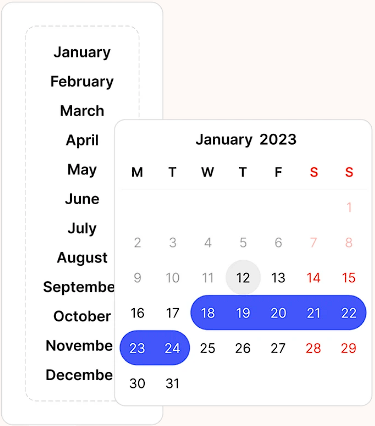 January
February
March
April
May
June
July
August
Septembe
October
Novembe
Decembe
January 2023
M T W T F S S
1
2 3 4 5 6 7 8
9 10 11 12 13 14 15
16 17 18 19 20 21 22
23 24 25 26 27 28 29
30 31